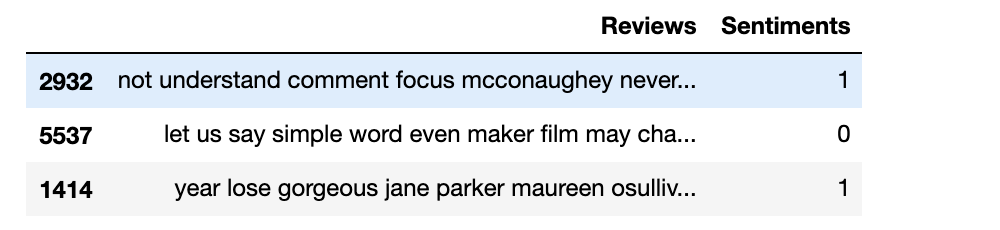 Reviews Sentiments
2932 not understand comment focus mcconaughey never... 1
5537 let us say simple word even maker film may cha... 0
1414 year lose gorgeous jane parker maureen osulliv... 1